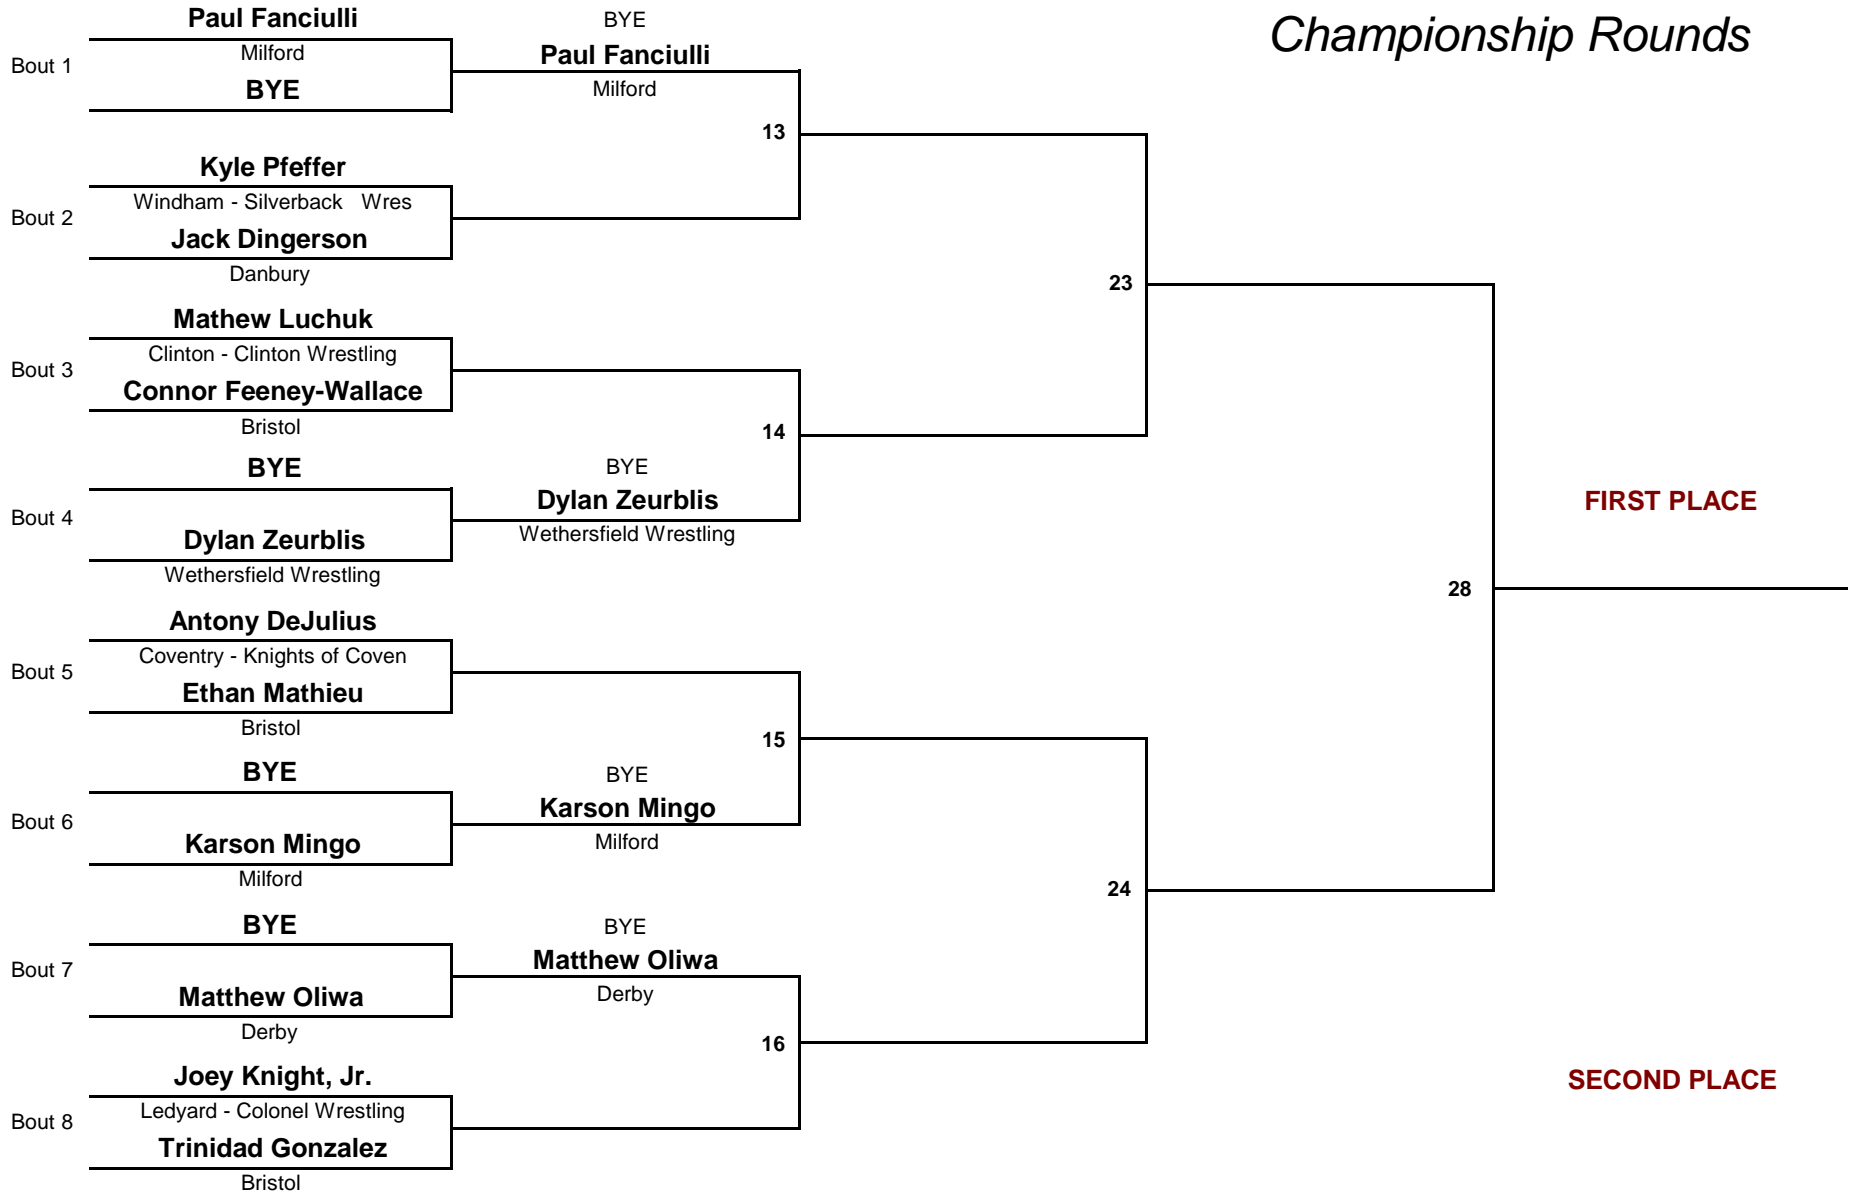 Championship Rounds
Paul Fanciulli
BYE
Bout 1
Milford
Paul Fanciulli
BYE
Milford
13
Kyle Pfeffer
Bout 2
Windham - Silverback Wres
Jack Dingerson
Danbury
23
Mathew Luchuk
Bout 3
Clinton - Clinton Wrestling
Connor Feeney-Wallace
Bristol
14
BYE
BYE
Bout 4
Dylan Zeurblis
Dylan Zeurblis
Wethersfield Wrestling
Wethersfield Wrestling
FIRST PLACE
28
Antony DeJulius
Bout 5
Coventry - Knights of Coven
Ethan Mathieu
Bristol
15
BYE
BYE
Bout 6
Karson Mingo
Karson Mingo
Milford
Milford
24
BYE
BYE
Bout 7
Matthew Oliwa
Matthew Oliwa
Derby
Derby
16
Joey Knight, Jr.
SECOND PLACE
Bout 8
Ledyard - Colonel Wrestling
Trinidad Gonzalez
Bristol